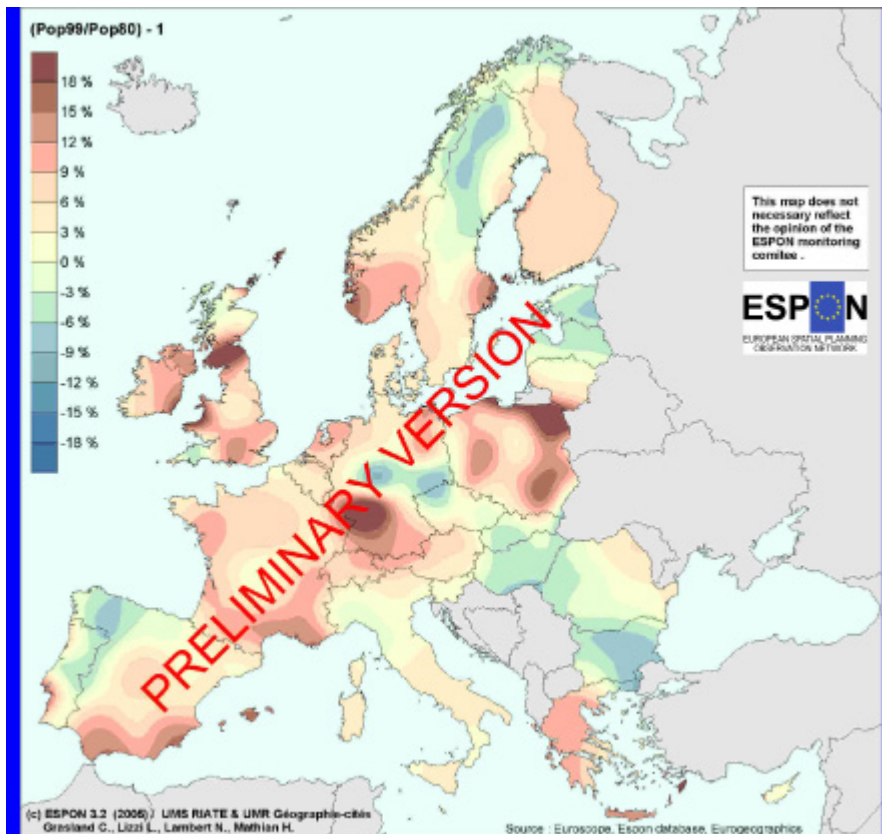 (Pop99/Pop80) - 1
18 %
15 %
12 %
9 %
6 %
3 %
0 %
-3 %
-6 %
-9 %
-12 %
-15 %
-18 %
This map does not
necessary reflect
the opinion of the
ESPON monitoring
comitee .
ESPON
EUROPEAN SPATIAL PLANNING
OBSERVATION NETWORK
PRELIMINARY VERSION
(c) ESPON 3.2 (2006) / UMS RIATE & UMR Géographie-cités
Grasland C., Lizzi L., Lambert N., Mathian H.
Source : Euroscope, Espon database, Eurogeographics